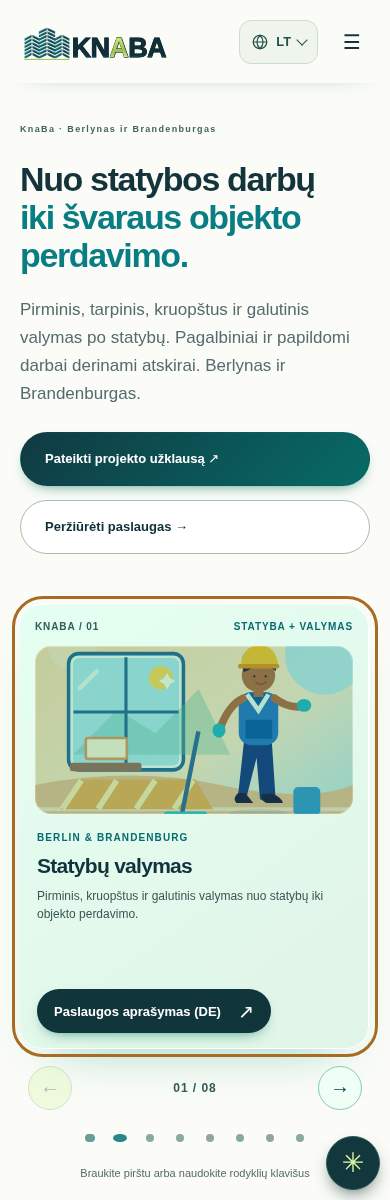 KNABA
LT
KnaBa · Berlynas ir Brandenburgas
Nuo statybos darbų
iki švaraus objekto
perdavimo.
Pirminis, tarpinis, kruopštus ir galutinis
valymas po statybų. Pagalbiniai ir papildomi
darbai derinami atskirai. Berlynas ir
Brandenburgas.
Pateikti projekto užklausą ↗
Peržiūrėti paslaugas →
KNABA / 01
STATYBA + VALYMAS
BERLIN & BRANDENBURG
Statybų valymas
Pirminis, kruopštus ir galutinis valymas nuo statybų iki
objekto perdavimo.
Paslaugos aprašymas (DE) ↗
← 01 / 08 →
Braukite pirštu arba naudokite rodyklių klavišus